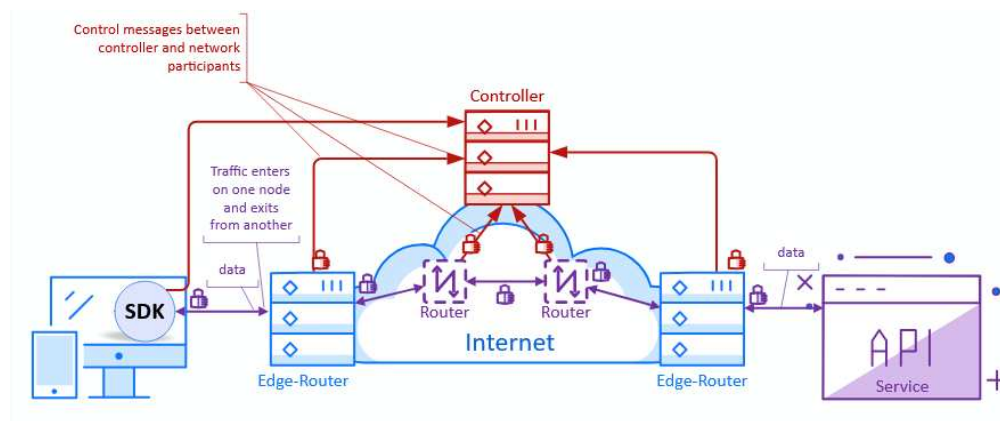 Control messages between
controller and network
participants
Controller
Traffic enters
on one node
and exits
from another
data
data
SDK
Router
Router
Internet
API
Service
Edge-Router
Edge-Router